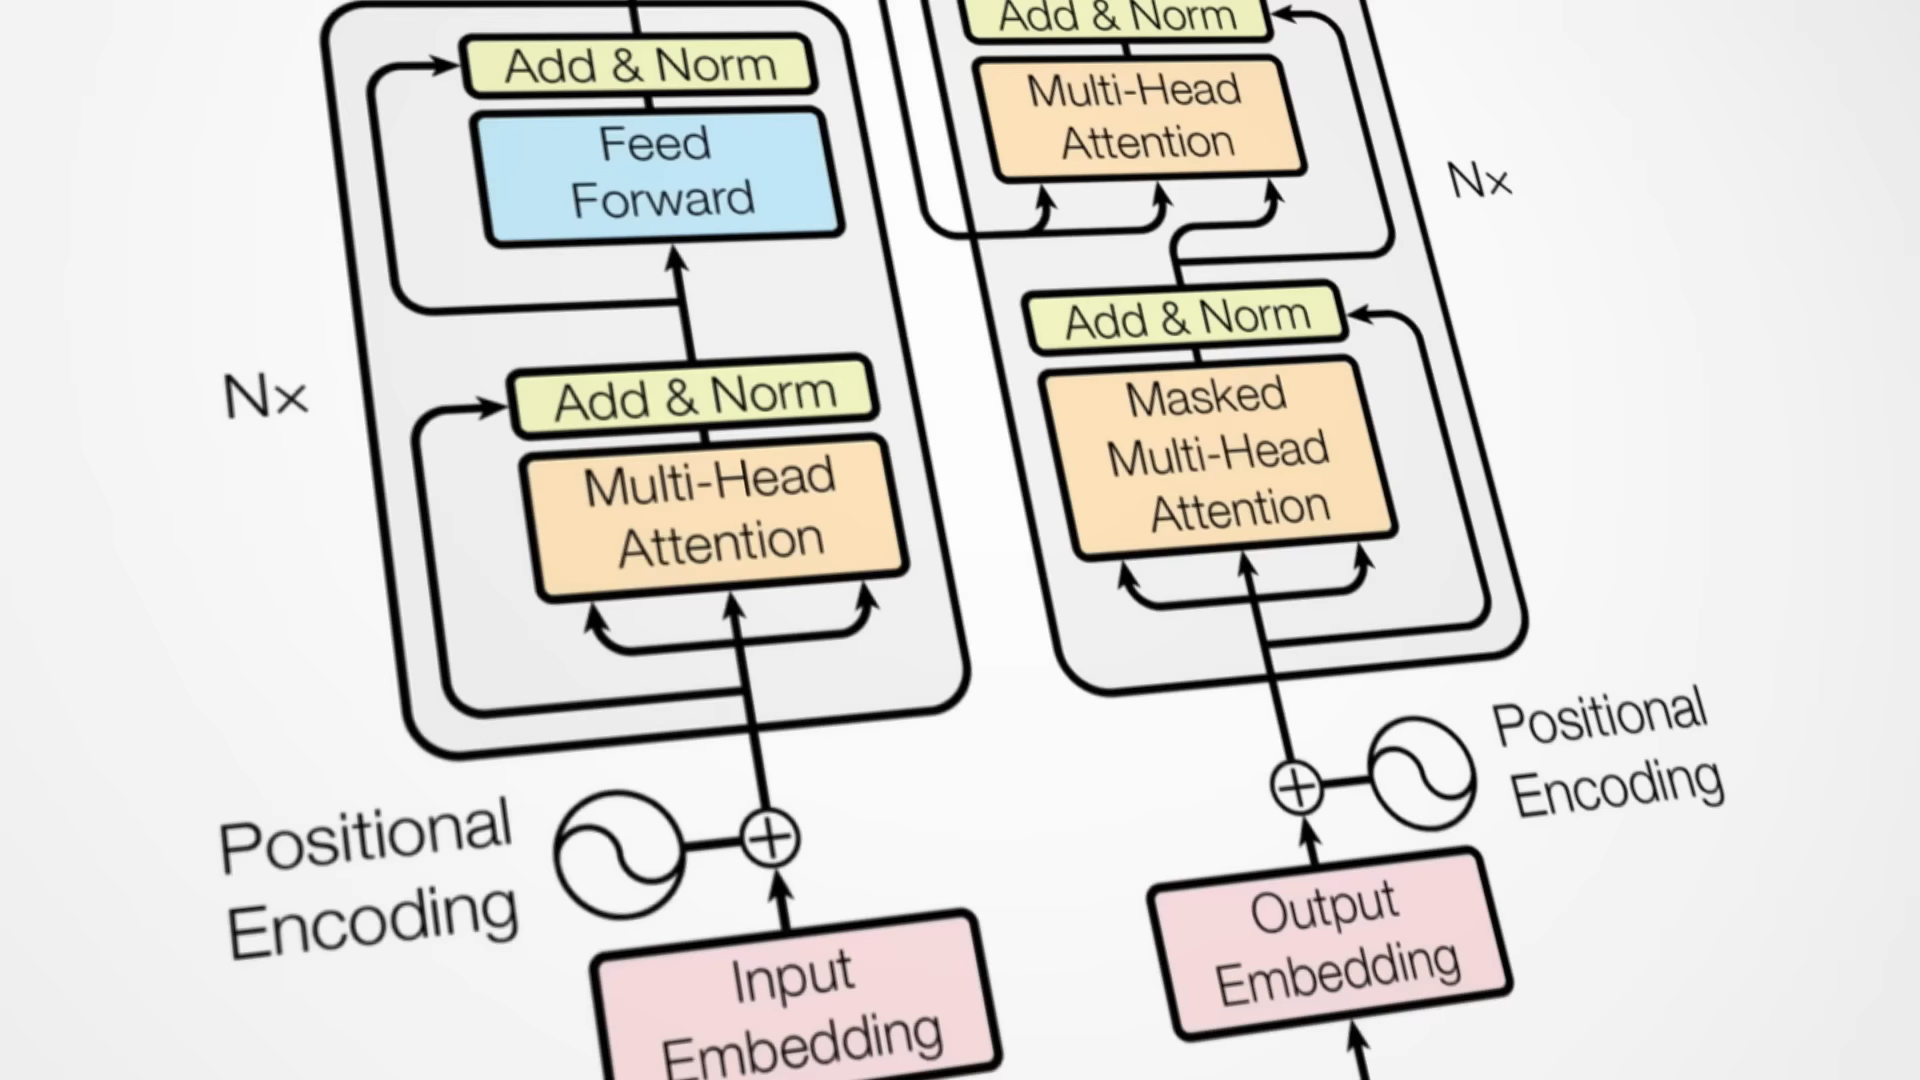 Add & Norm
Feed
Forward
Add & Norm
Multi-Head
Attention
Nx
Positional
Encoding
Input
Embedding
Add & Norm
Multi-Head
Attention
Nx
Add & Norm
Masked
Multi-Head
Attention
Positional
Encoding
Output
Embedding